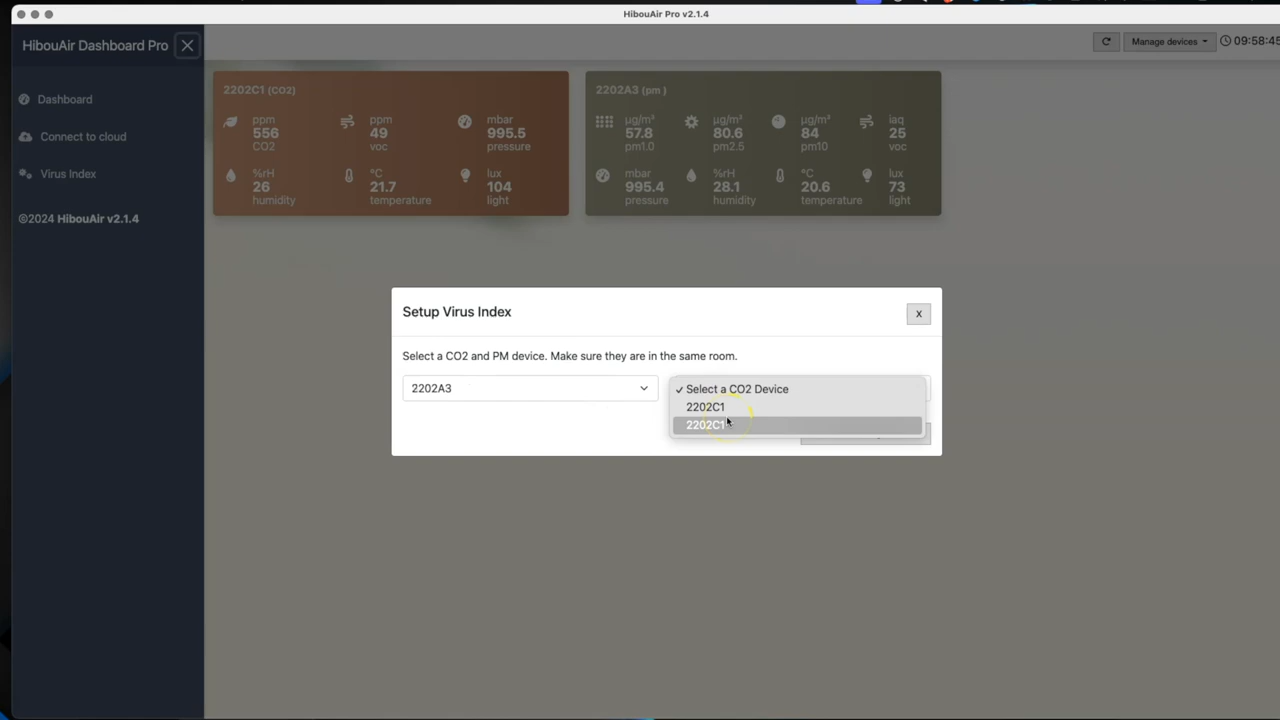 HibouAir Pro v2.1.4
HibouAir Dashboard Pro
Manage devices
09:58:45
Dashboard
Connect to cloud
Virus Index
©2024 HibouAir v2.1.4
2202C1 (CO2)
ppm
556
CO2
ppm
49
voc
mbar
995.5
pressure
%rH
26
humidity
°C
21.7
temperature
lux
104
light
2202A3 (pm )
µg/m³
57.8
pm1.0
µg/m³
80.6
pm2.5
µg/m³
84
pm10
iaq
25
voc
mbar
995.4
pressure
%rH
28.1
humidity
°C
20.6
temperature
lux
73
light
Setup Virus Index
X
Select a CO2 and PM device. Make sure they are in the same room.
2202A3
✓ Select a CO2 Device
2202C1
2202C1